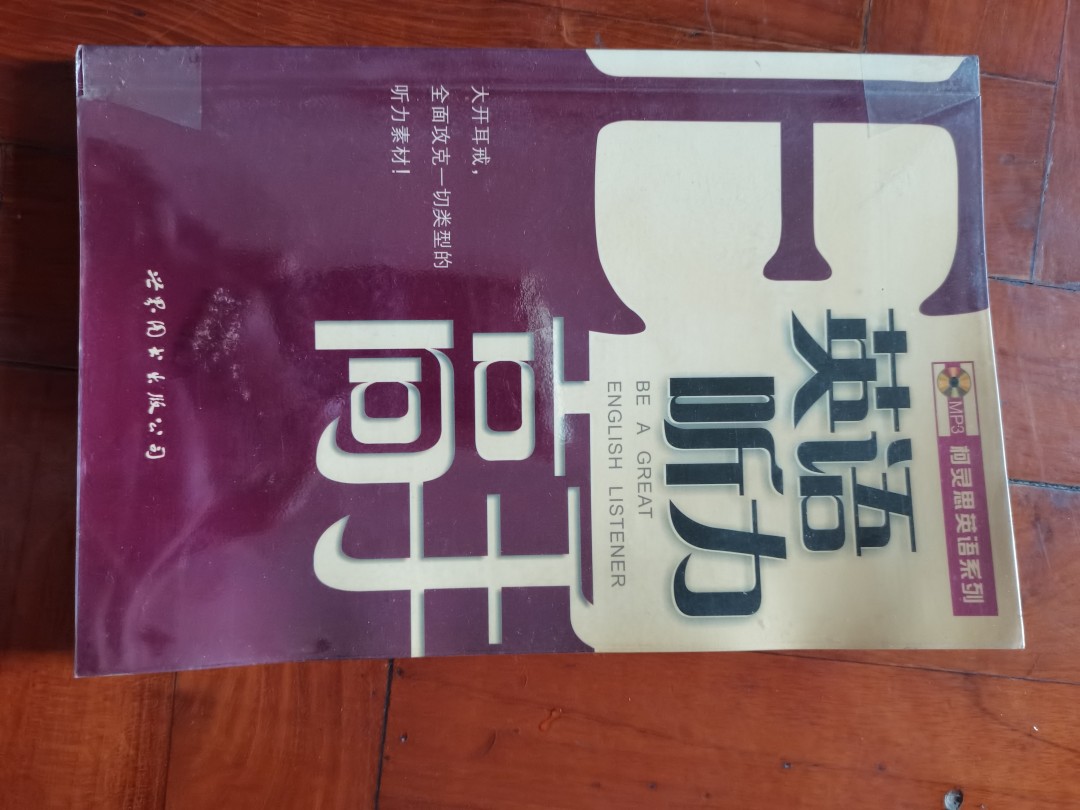 MP3 柯灵思英语系列
英语
听力
BE A GREAT
ENGLISH LISTENER
高手
大开耳戒，
全面攻克一切类型的
听力素材！
世界图书出版公司